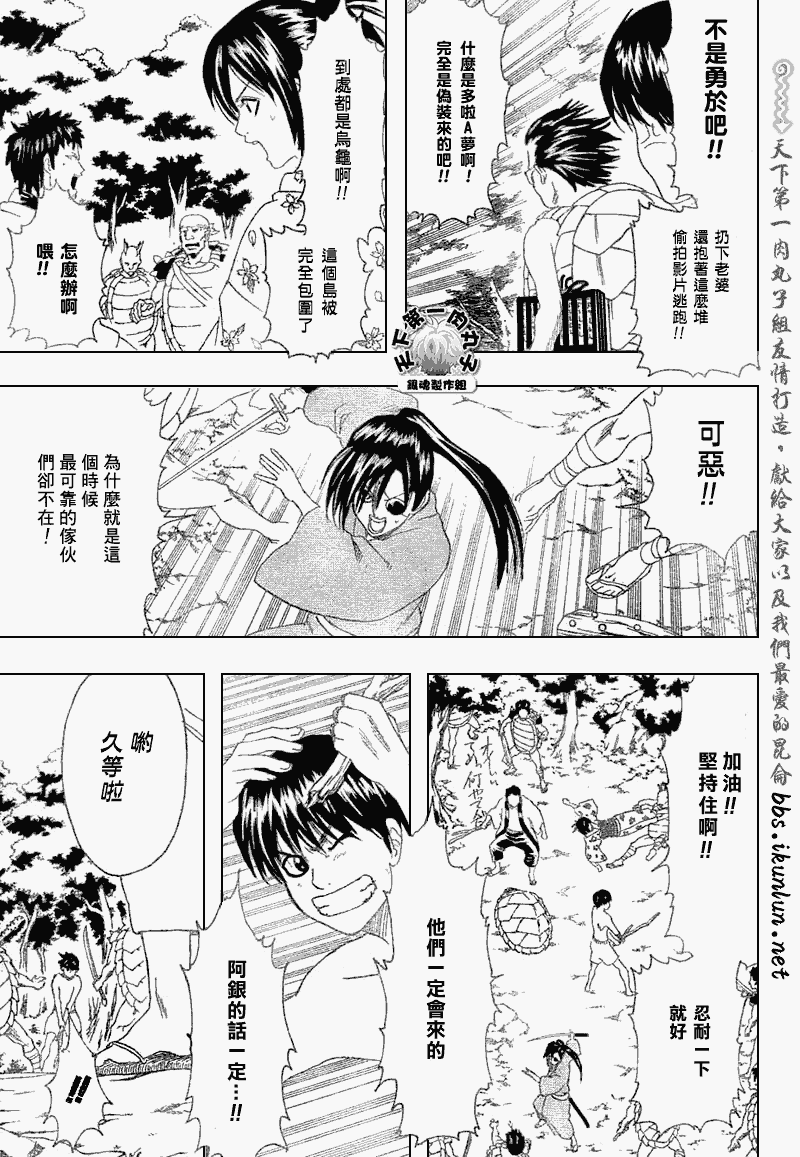 不是勇於吧!!
什麼是多啦A夢啊!
完全是偽裝來的吧!!
扔下老婆
還抱著這麼堆
偷拍影片逃跑!!
到處都是烏龜啊!!
這個島被
完全包圍了
怎麼辦啊
喂!!
天下第一肉丸子
銀魂製作組
可惡!!
為什麼就是這
個時候
最可靠的傢伙
們卻不在!
加油!!
堅持住啊!!
忍耐一下
就好
他們一定會來的
阿銀的話一定…!!
喲
久等啦
!!
天下第一肉丸子組友情打造，獻給大家以及我們最愛的昆侖 bbs.ikunlun.net